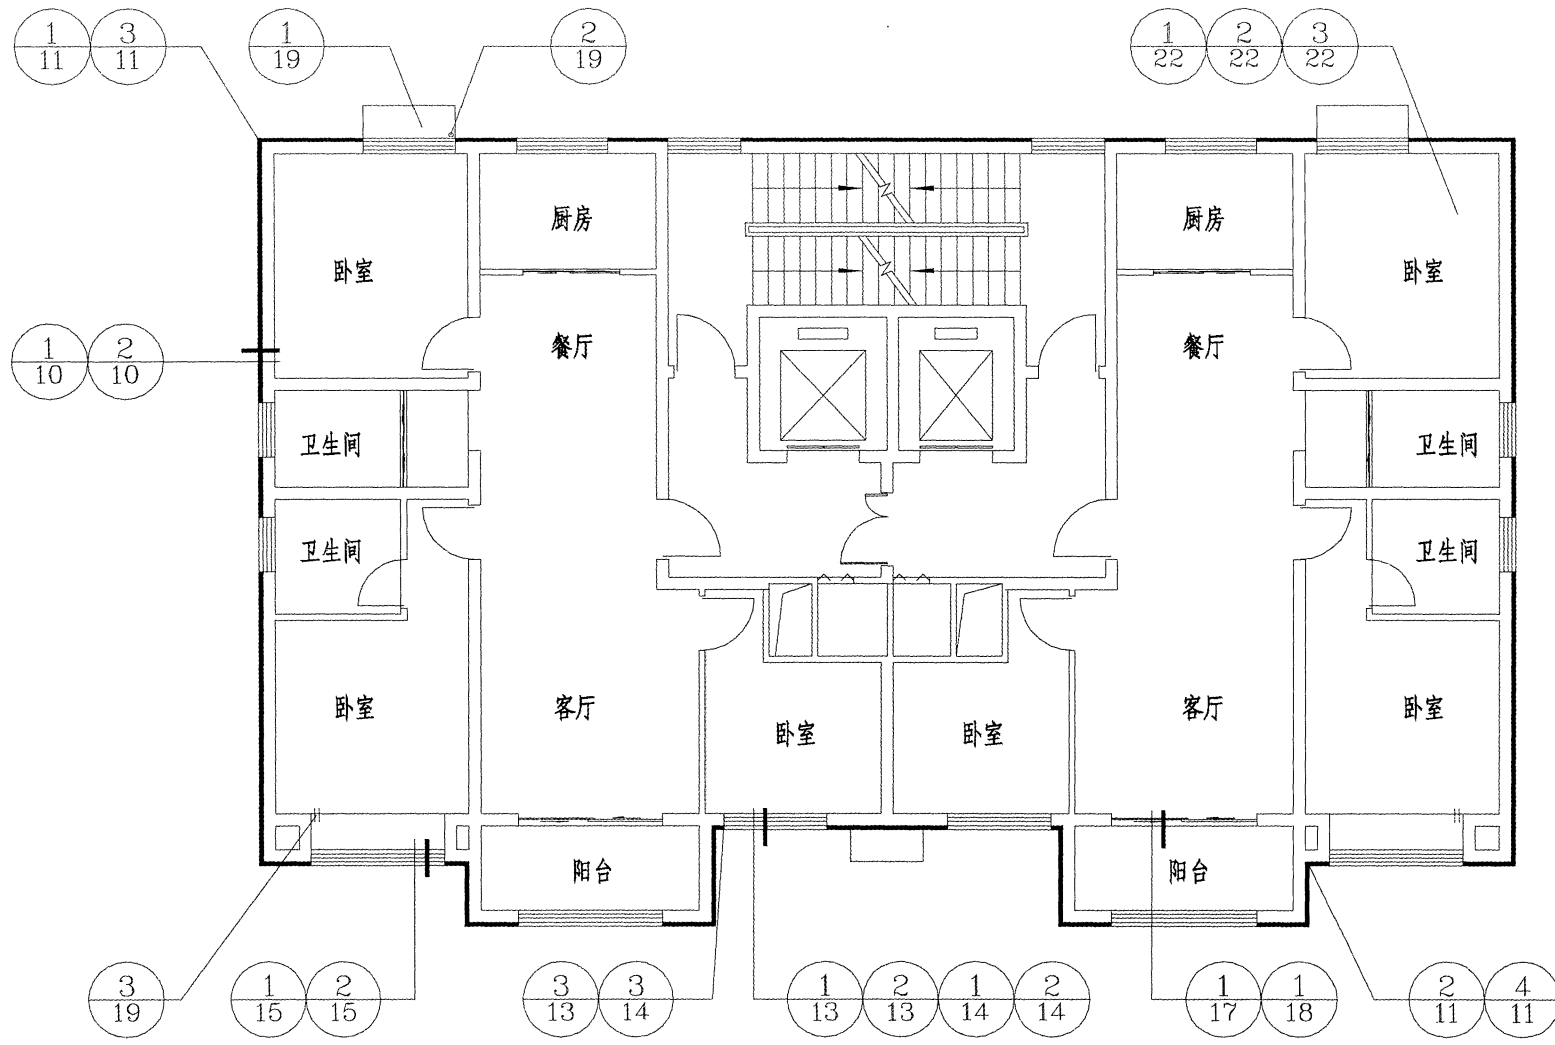 1 3 1 2 1 2 3
11 11 19 19 22 22 22
厨房 厨房
卧室 卧室
1 2
10 10
餐厅 餐厅
卫生间 卫生间
卫生间 卫生间
卧室 客厅 客厅 卧室
卧室 卧室
阳台 阳台
3 1 2 3 3 1 2 1 2 1 1 2 4
19 15 15 13 14 13 13 14 14 17 18 11 11